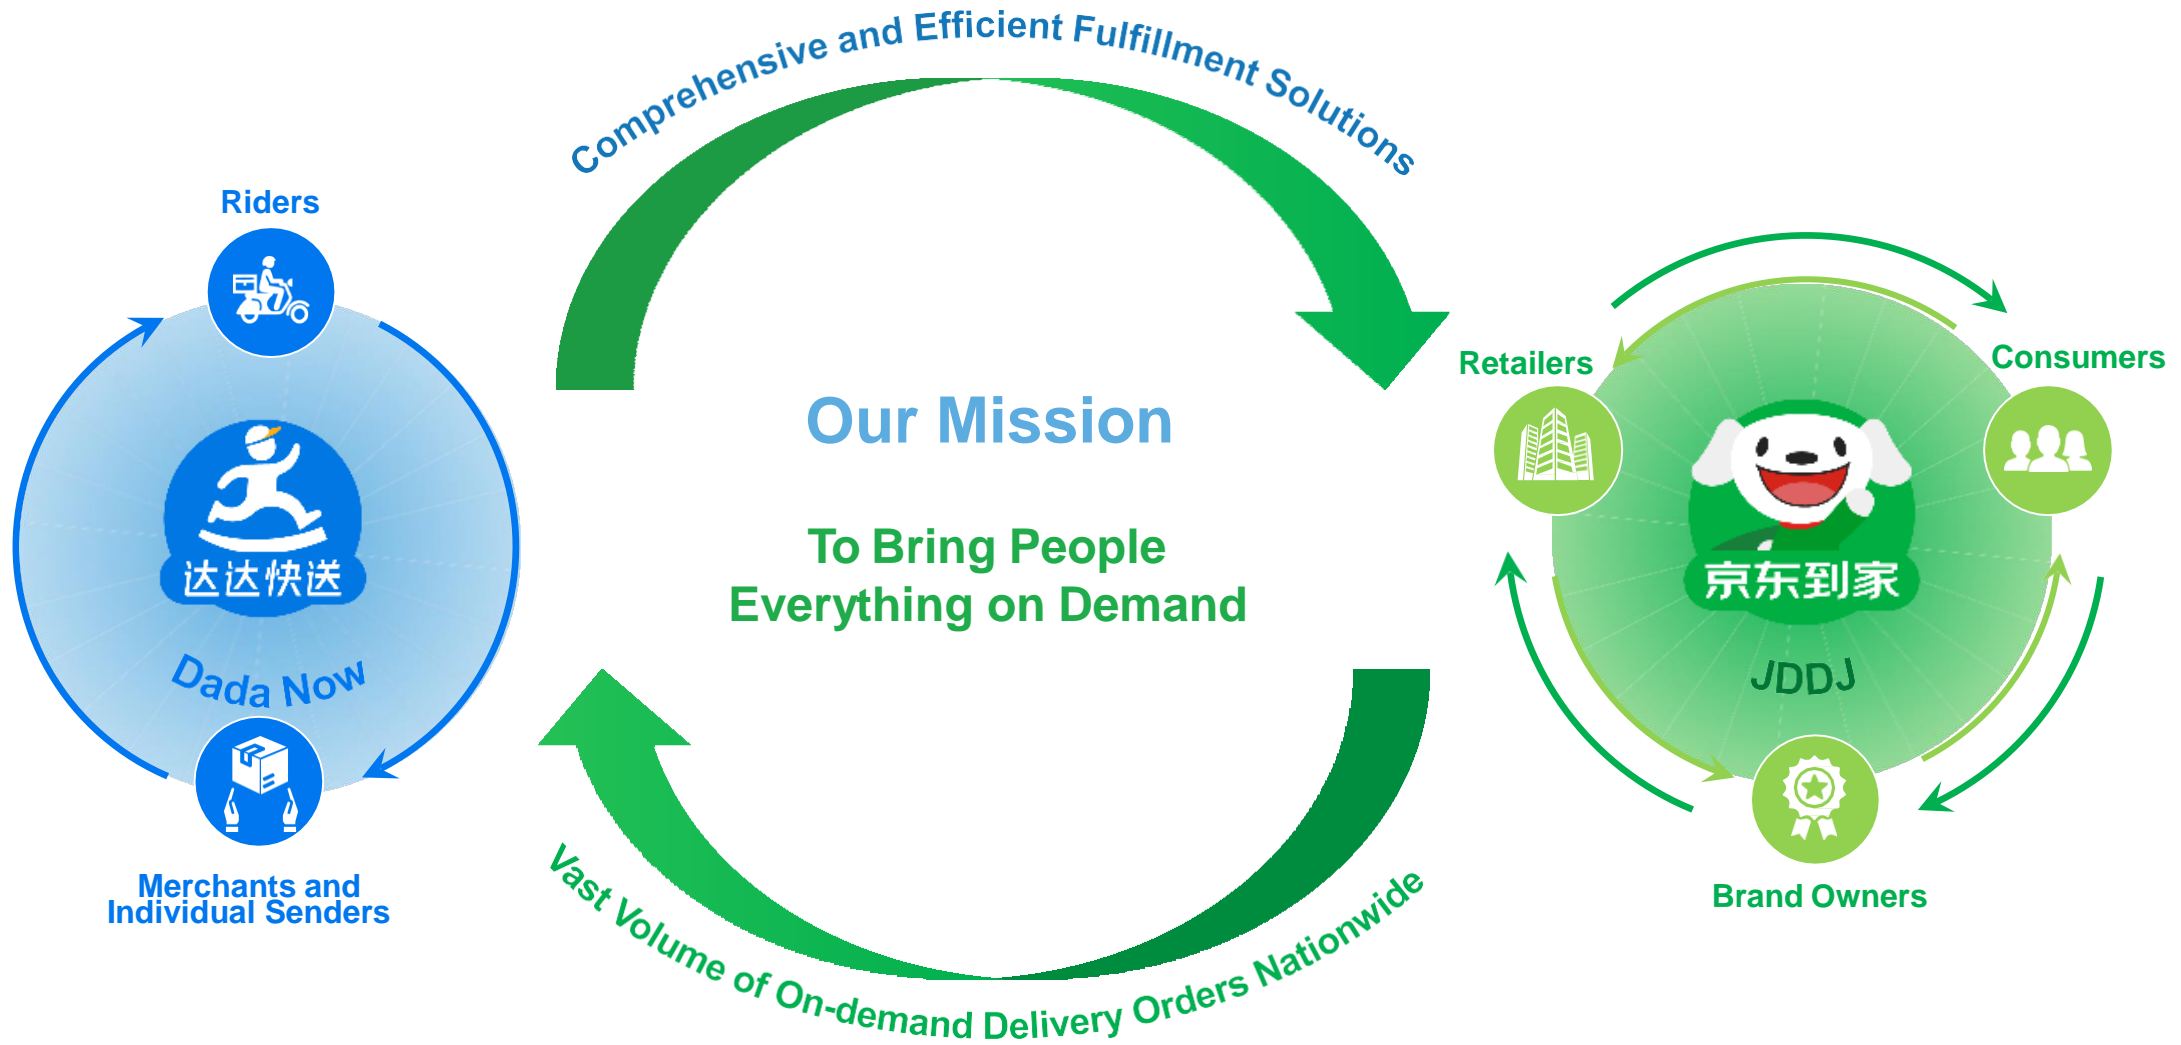 Comprehensive and Efficient Fulfillment Solutions
Riders
达达快送
Dada Now
Merchants and
Individual Senders
Our Mission
To Bring People
Everything on Demand
Retailers
Consumers
京东到家
JDDJ
Brand Owners
Vast Volume of On-demand Delivery Orders Nationwide